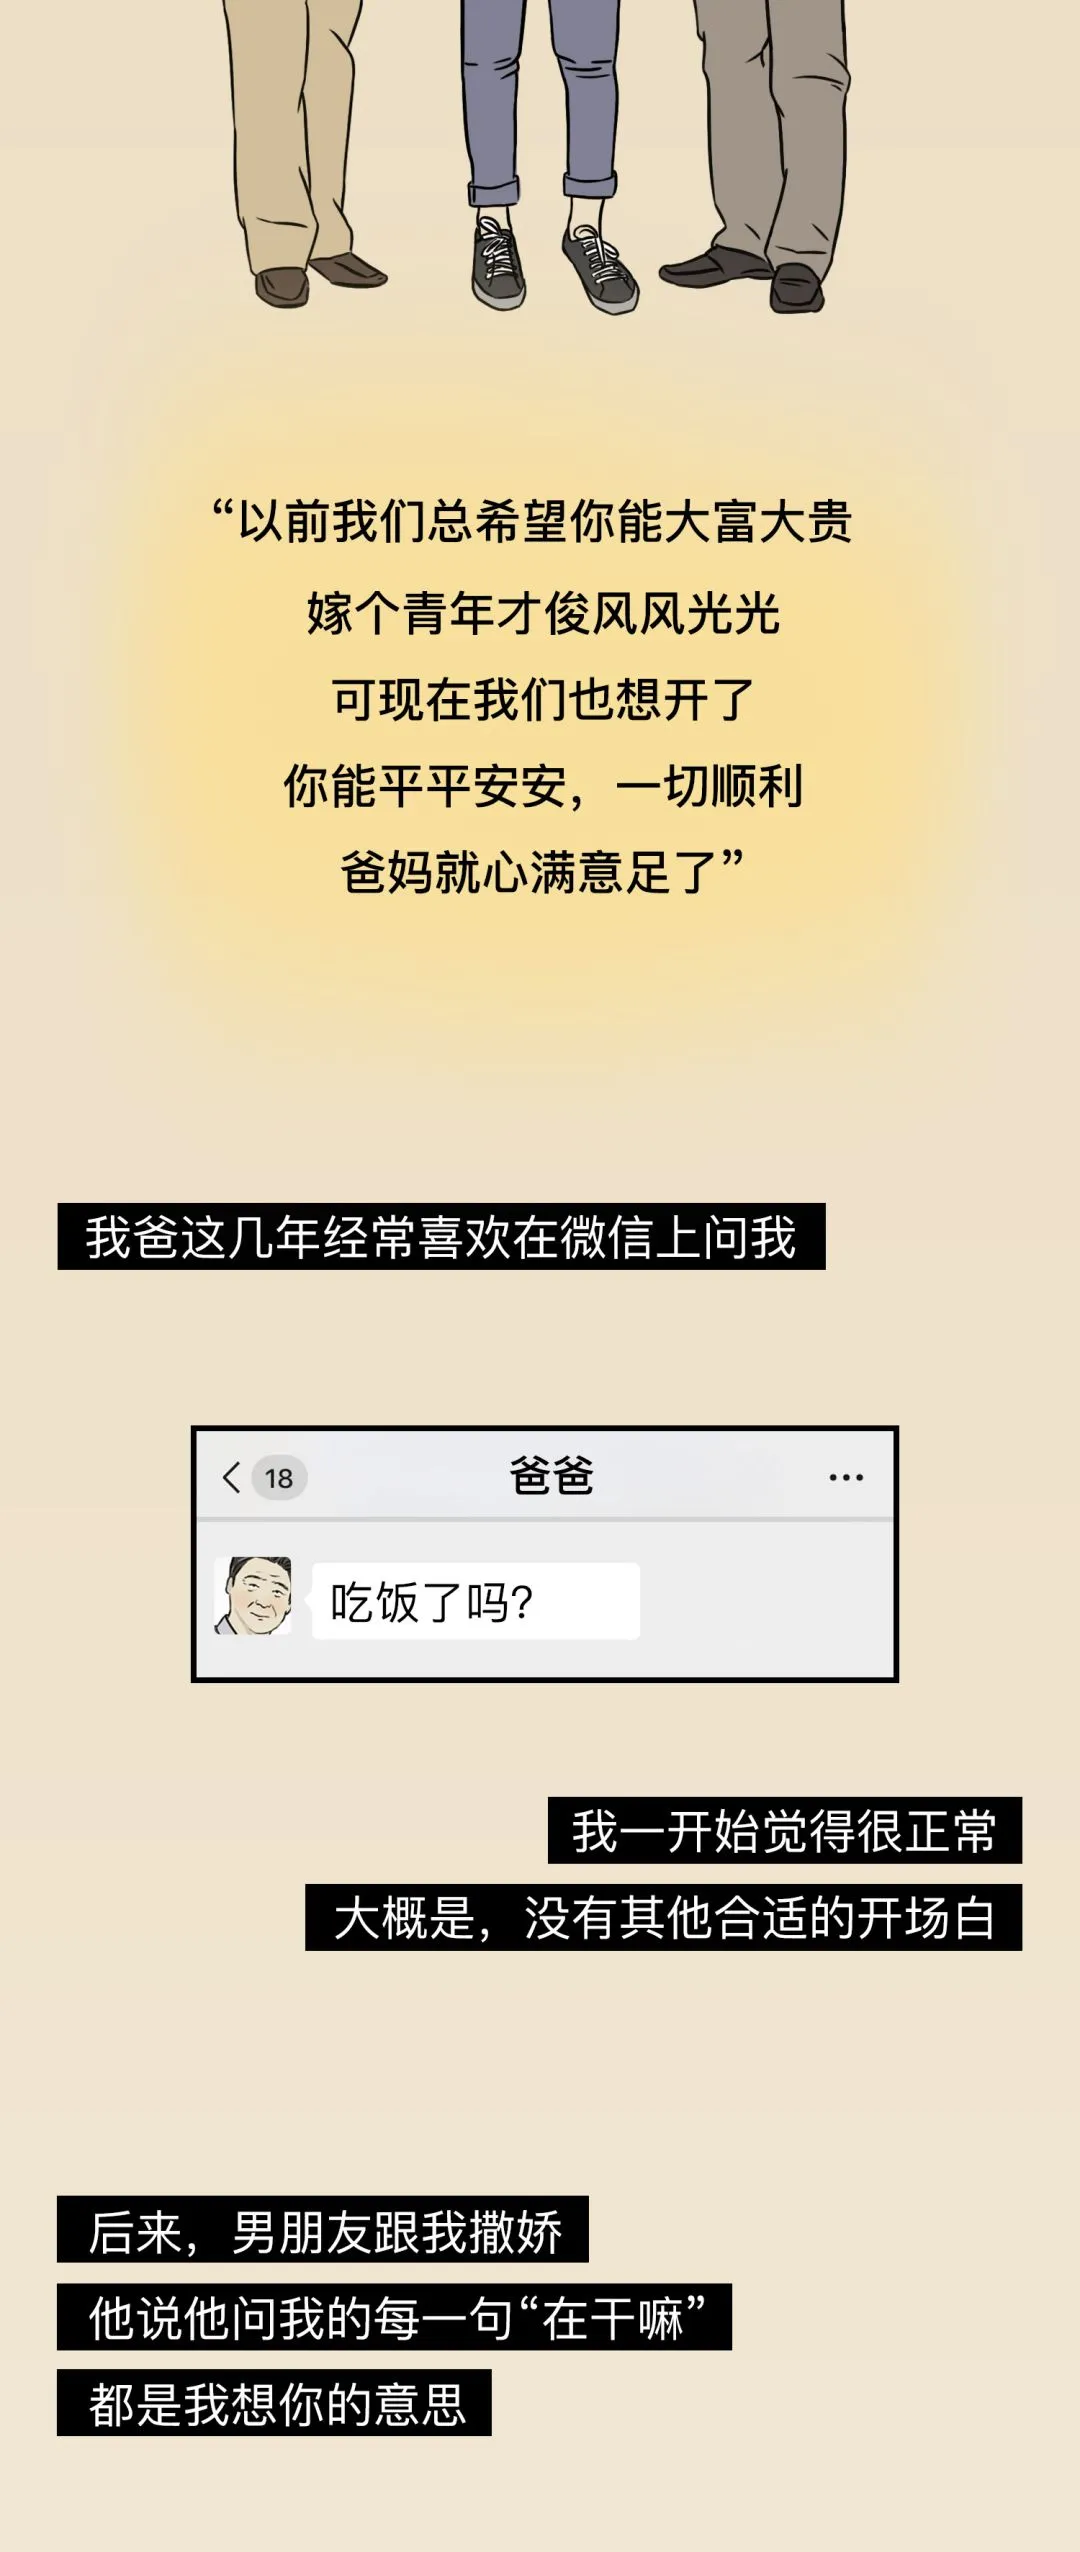 “以前我们总希望你能大富大贵
嫁个青年才俊风风光光
可现在我们也想开了
你能平平安安，一切顺利
爸妈就心满意足了”
我爸这几年经常喜欢在微信上问我
18 爸爸
吃饭了吗？
我一开始觉得很正常
大概是，没有其他合适的开场白
后来，男朋友跟我撒娇
他说他问我的每一句“在干嘛”
都是我想你的意思